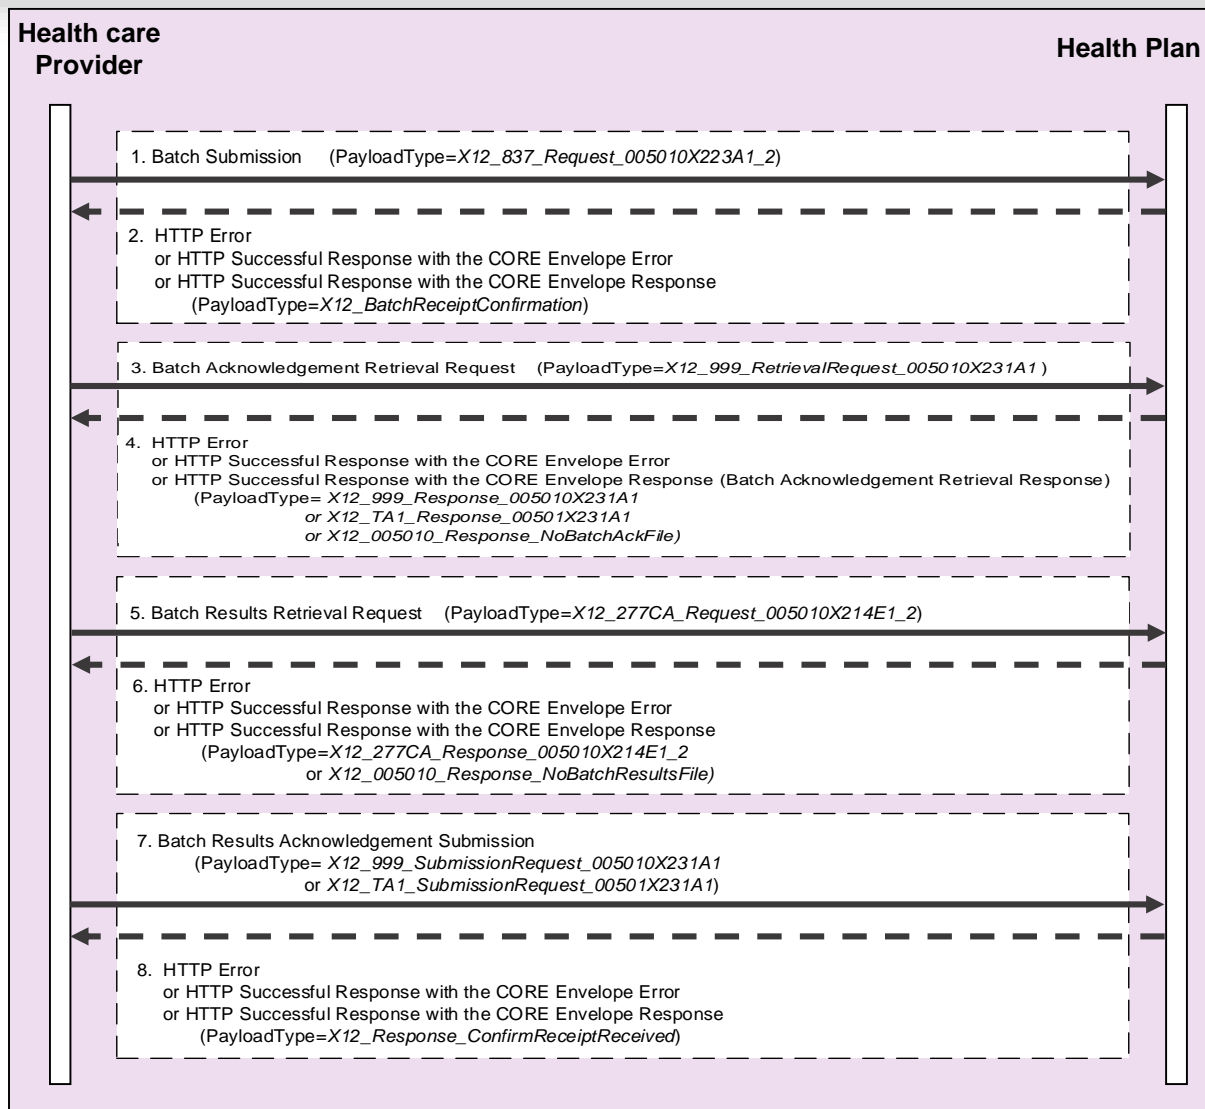 Health care
Provider
Health Plan
1. Batch Submission (PayloadType=X12_837_Request_005010X223A1_2)
2. HTTP Error
or HTTP Successful Response with the CORE Envelope Error
or HTTP Successful Response with the CORE Envelope Response
(PayloadType=X12_BatchReceiptConfirmation)
3. Batch Acknowledgement Retrieval Request (PayloadType=X12_999_RetrievalRequest_005010X231A1 )
4. HTTP Error
or HTTP Successful Response with the CORE Envelope Error
or HTTP Successful Response with the CORE Envelope Response (Batch Acknowledgement Retrieval Response)
(PayloadType= X12_999_Response_005010X231A1
or X12_TA1_Response_00501X231A1
or X12_005010_Response_NoBatchAckFile)
5. Batch Results Retrieval Request (PayloadType=X12_277CA_Request_005010X214E1_2)
6. HTTP Error
or HTTP Successful Response with the CORE Envelope Error
or HTTP Successful Response with the CORE Envelope Response
(PayloadType=X12_277CA_Response_005010X214E1_2
or X12_005010_Response_NoBatchResultsFile)
7. Batch Results Acknowledgement Submission
(PayloadType= X12_999_SubmissionRequest_005010X231A1
or X12_TA1_SubmissionRequest_00501X231A1)
8. HTTP Error
or HTTP Successful Response with the CORE Envelope Error
or HTTP Successful Response with the CORE Envelope Response
(PayloadType=X12_Response_ConfirmReceiptReceived)